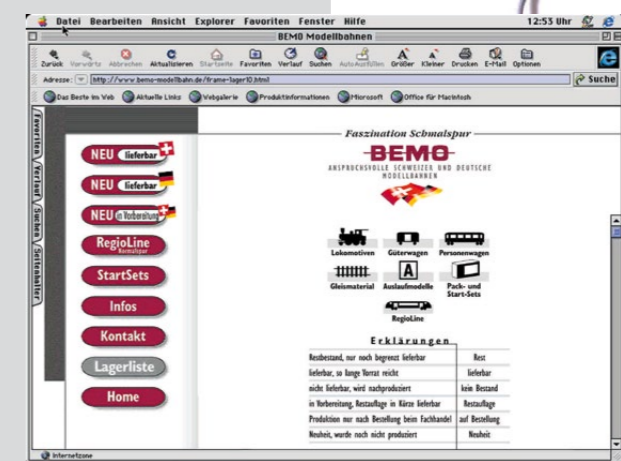 Datei Bearbeiten Ansicht Explorer Favoriten Fenster Hilfe 12:53 Uhr
BEMO Modellbahnen
Zurück Vorwärts Abbrechen Aktualisieren Startseite Favoriten Verlauf Suchen AutoAusfüllen Größer Kleiner Drucken E-Mail Optionen
Adresse: http://www.bemo-modellbahn.de/frame-lager10.html Suche
Das Beste im Web Aktuelle Links Webgalerie Produktinformationen Microsoft Office für Macintosh
Favoriten
Verlauf
Suchen
Seitenhalter
NEU lieferbar
NEU lieferbar
NEU in Vorbereitung
RegioLine
Normalspur
StartSets
Infos
Kontakt
Lagerliste
Home
Faszination Schmalspur
BEMO
ANSPRUCHSVOLLE SCHWEIZER UND DEUTSCHE
MODELLBAHNEN
Lokomotiven Güterwagen Personenwagen
A
Gleismaterial Auslaufmodelle Pack- und
Start-Sets
RegioLine
Erklärungen
Restbestand, nur noch begrenzt lieferbar Rest
lieferbar, so lange Vorrat reicht lieferbar
nicht lieferbar, wird nachproduziert kein Bestand
in Vorbereitung, Restauflage in Kürze lieferbar Restauflage
Produktion nur nach Bestellung beim Fachhandel auf Bestellung
Neuheit, wurde noch nicht produziert Neuheit
Internetzone